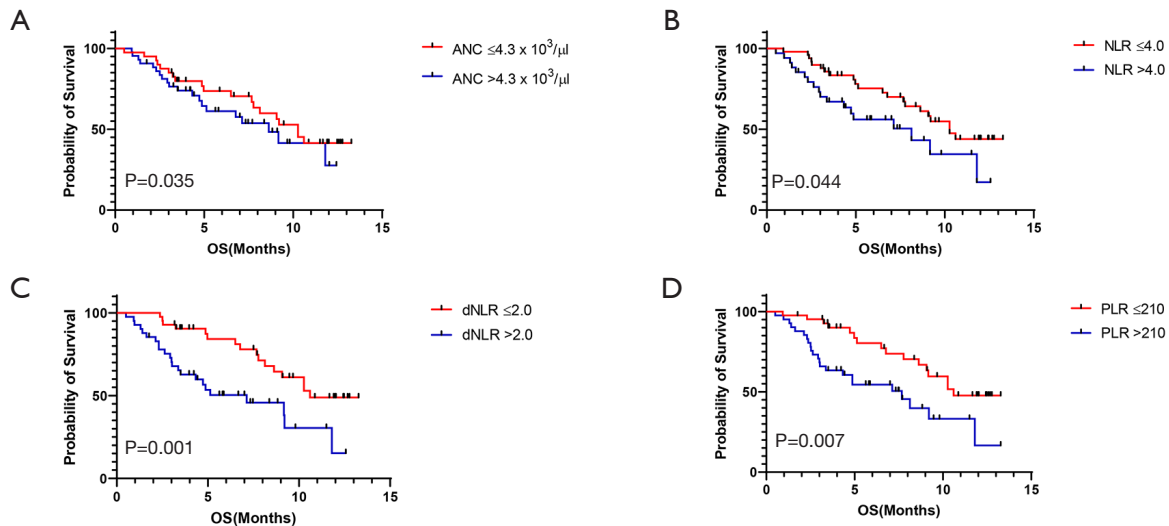 A
Probability of Survival
100
50
0
0 5 10 15
OS(Months)
P=0.035
ANC ≤4.3 x 10³/μl
ANC >4.3 x 10³/μl
B
Probability of Survival
100
50
0
0 5 10 15
OS(Months)
P=0.044
NLR ≤4.0
NLR >4.0
C
Probability of Survival
100
50
0
0 5 10 15
OS(Months)
P=0.001
dNLR ≤2.0
dNLR >2.0
D
Probability of Survival
100
50
0
0 5 10 15
OS(Months)
P=0.007
PLR ≤210
PLR >210